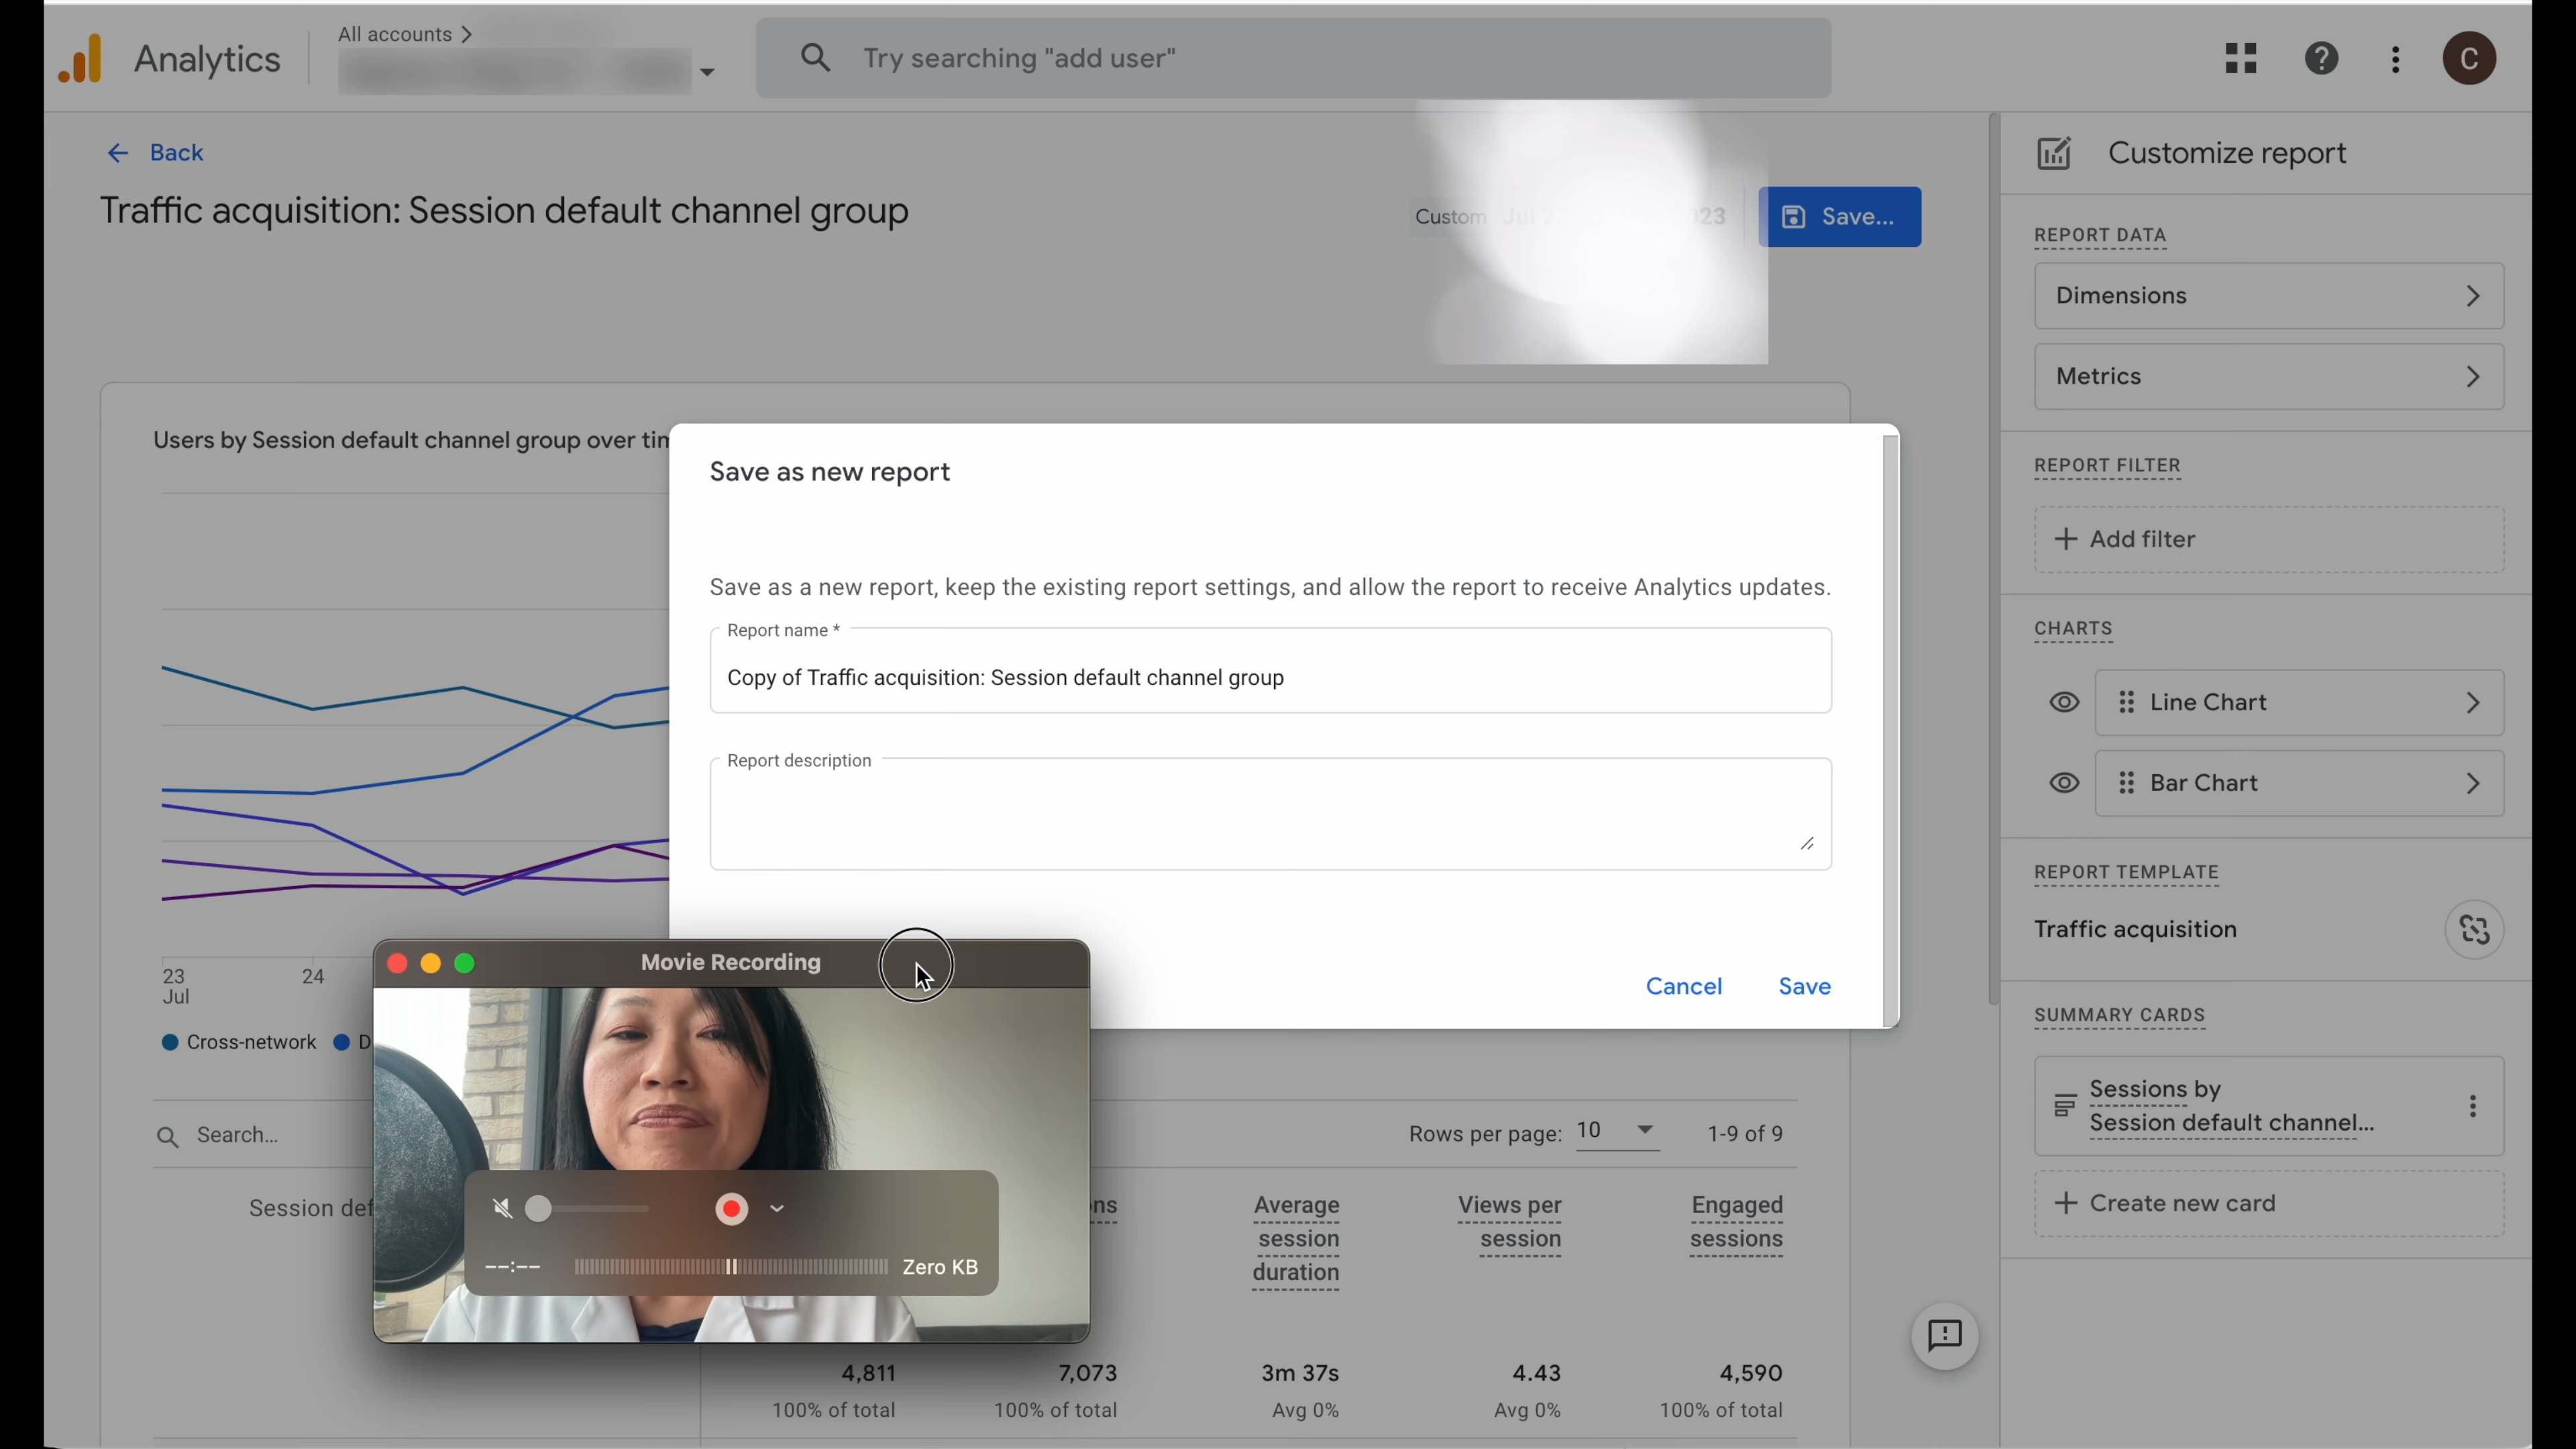 Analytics
All accounts
Try searching "add user"
C
Back
Traffic acquisition: Session default channel group
Custom Jul 2 023
Save...
Customize report
REPORT DATA
Dimensions
Metrics
REPORT FILTER
Add filter
CHARTS
Line Chart
Bar Chart
REPORT TEMPLATE
Traffic acquisition
SUMMARY CARDS
Sessions by
Session default channel...
Create new card
Users by Session default channel group over tim
Save as new report
Save as a new report, keep the existing report settings, and allow the report to receive Analytics updates.
Report name *
Copy of Traffic acquisition: Session default channel group
Report description
Cancel Save
23 24
Jul
Cross-network D
Movie Recording
--:-- Zero KB
Search...
Rows per page: 10 1-9 of 9
Session def
ns
Average
session
duration
Views per
session
Engaged
sessions
4,811 7,073 3m 37s 4.43 4,590
100% of total 100% of total Avg 0% Avg 0% 100% of total